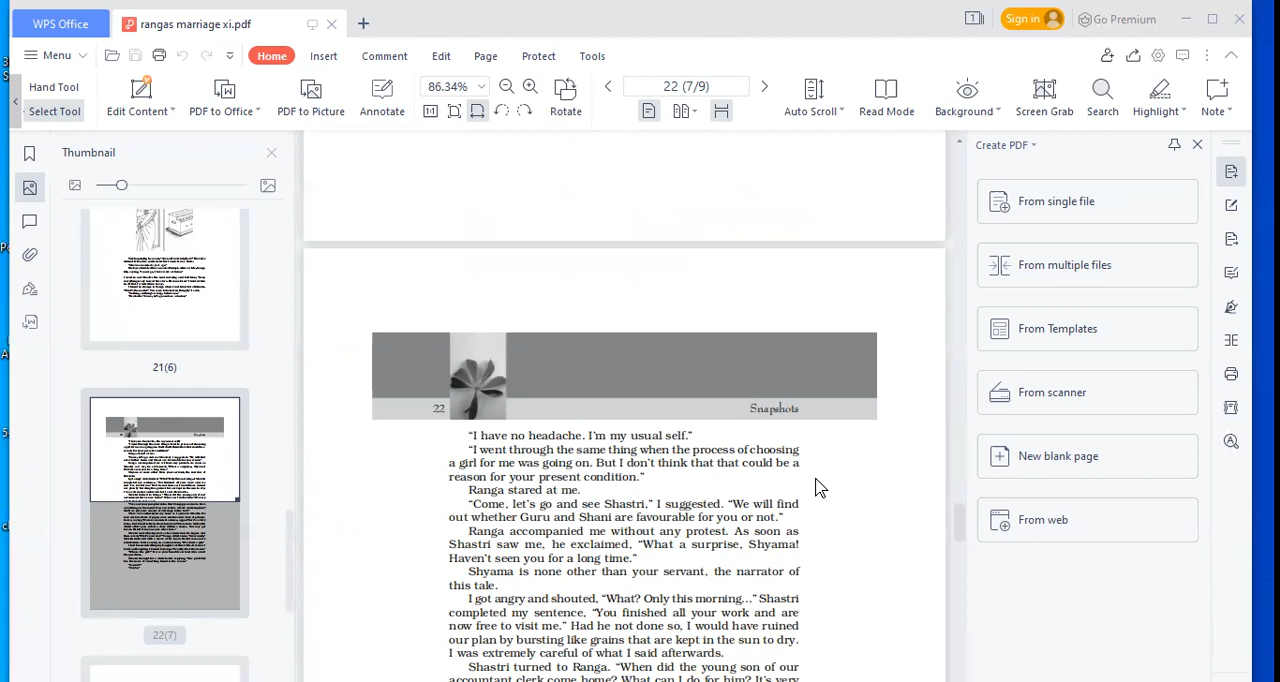 WPS Office
rangas marriage xi.pdf
Sign in
Go Premium
Menu
Home
Insert
Comment
Edit
Page
Protect
Tools
Hand Tool
Select Tool
Edit Content
PDF to Office
PDF to Picture
Annotate
86.34%
Rotate
22 (7/9)
Auto Scroll
Read Mode
Background
Screen Grab
Search
Highlight
Note
Thumbnail
21(6)
22(7)
22
Snapshots
“I have no headache. I’m my usual self.”
“I went through the same thing when the process of choosing
a girl for me was going on. But I don’t think that that could be a
reason for your present condition.”
Ranga stared at me.
“Come, let’s go and see Shastri,” I suggested. “We will find
out whether Guru and Shani are favourable for you or not.”
Ranga accompanied me without any protest. As soon as
Shastri saw me, he exclaimed, “What a surprise, Shyama!
Haven’t seen you for a long time.”
Shyama is none other than your servant, the narrator of
this tale.
I got angry and shouted, “What? Only this morning...” Shastri
completed my sentence, “You finished all your work and are
now free to visit me.” Had he not done so, I would have ruined
our plan by bursting like grains that are kept in the sun to dry.
I was extremely careful of what I said afterwards.
Shastri turned to Ranga. “When did the young son of our
accountant clerk come home? What can I do for him? It’s very
Create PDF
From single file
From multiple files
From Templates
From scanner
New blank page
From web